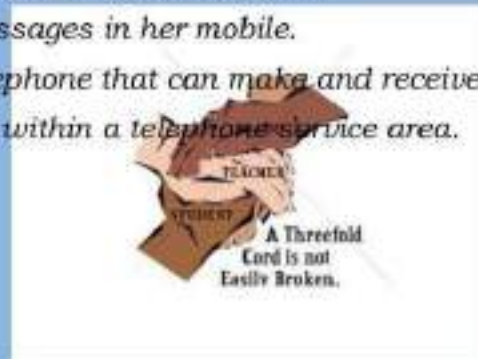 ssages in her mobile.
ephone that can make and receive
within a telephone service area.
TEACHER
STUDENT
A Threefold
Cord is not
Easily Broken.